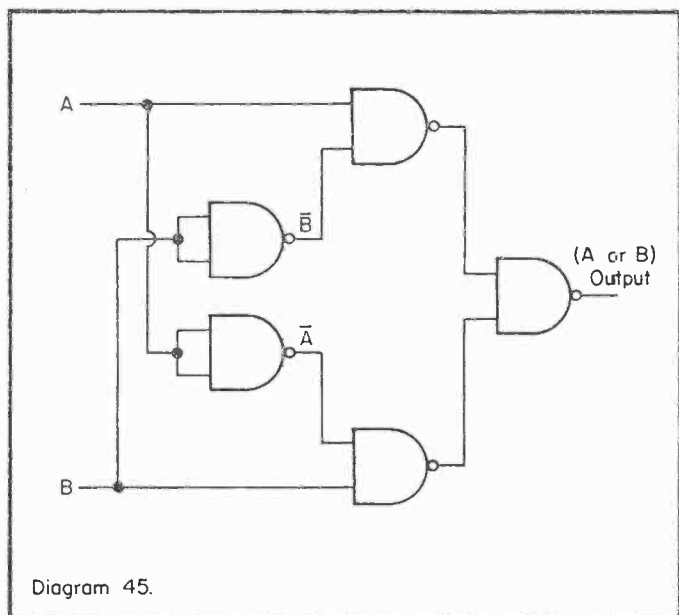 A
B̅
(A or B)
Output
A̅
B
Diagram 45.